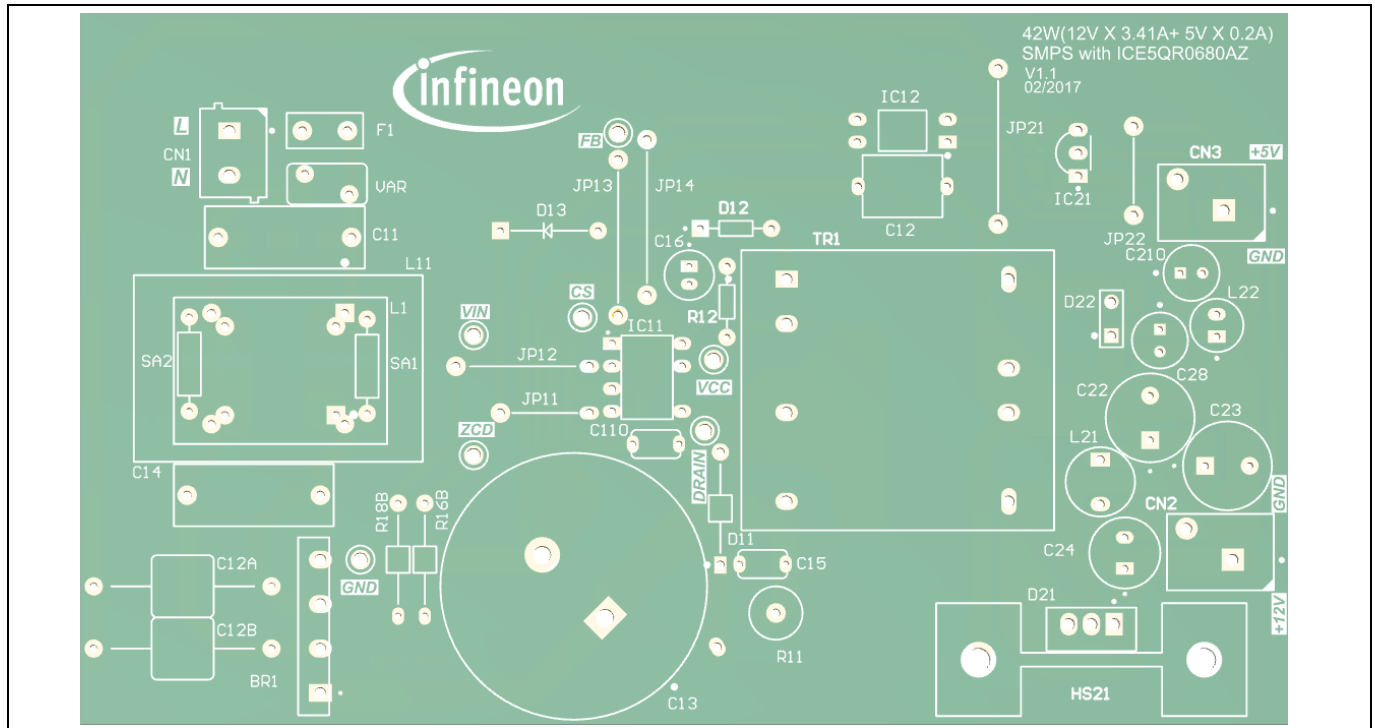 42W(12V X 3.41A+ 5V X 0.2A)
SMPS with ICE5QR0680AZ
V1.1
02/2017
infineon
IC12
L
F1
FB
JP21
CN1
CN3
+5V
N
JP13
JP14
VAR
IC21
D13
D12
C11
C16
TR1
C12
JP22
C210
GND
L11
CS
D22
L22
L1
VIN
R12
IC11
SA2
SA1
JP12
VCC
C28
C22
JP11
C23
ZCD
C110
L21
C14
DRAIN
R18B
R16B
CN2
GND
D11
C24
C12A
C15
GND
D21
C12B
+12V
R11
BR1
HS21
C13